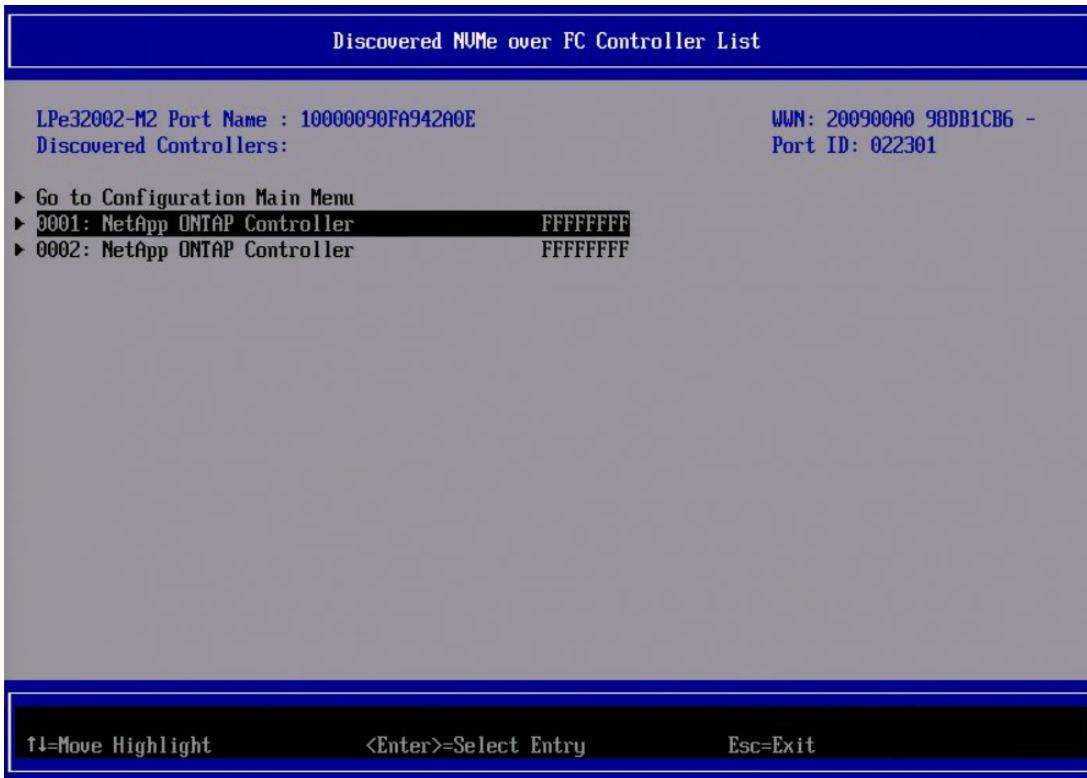 Discovered NVMe over FC Controller List
LPe32002-M2 Port Name : 10000090FA942A0E
WWN: 200900A0 98DB1CB6 -
Discovered Controllers:
Port ID: 022301
▶ Go to Configuration Main Menu
▶ 0001: NetApp ONTAP Controller FFFFFFFF
▶ 0002: NetApp ONTAP Controller FFFFFFFF
↑↓=Move Highlight <Enter>=Select Entry Esc=Exit